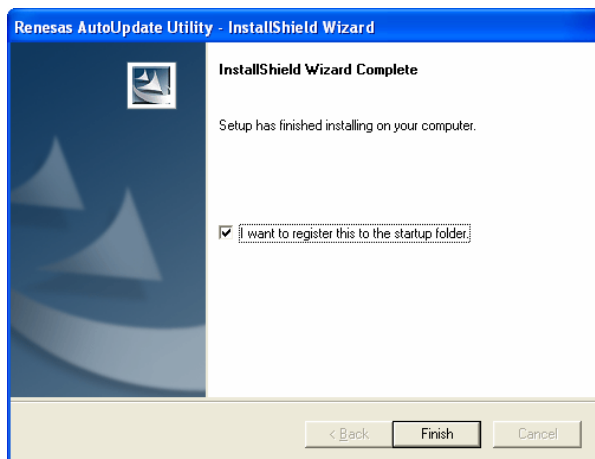 Renesas AutoUpdate Utility - InstallShield Wizard
InstallShield Wizard Complete
Setup has finished installing on your computer.
I want to register this to the startup folder.
< Back
Finish
Cancel